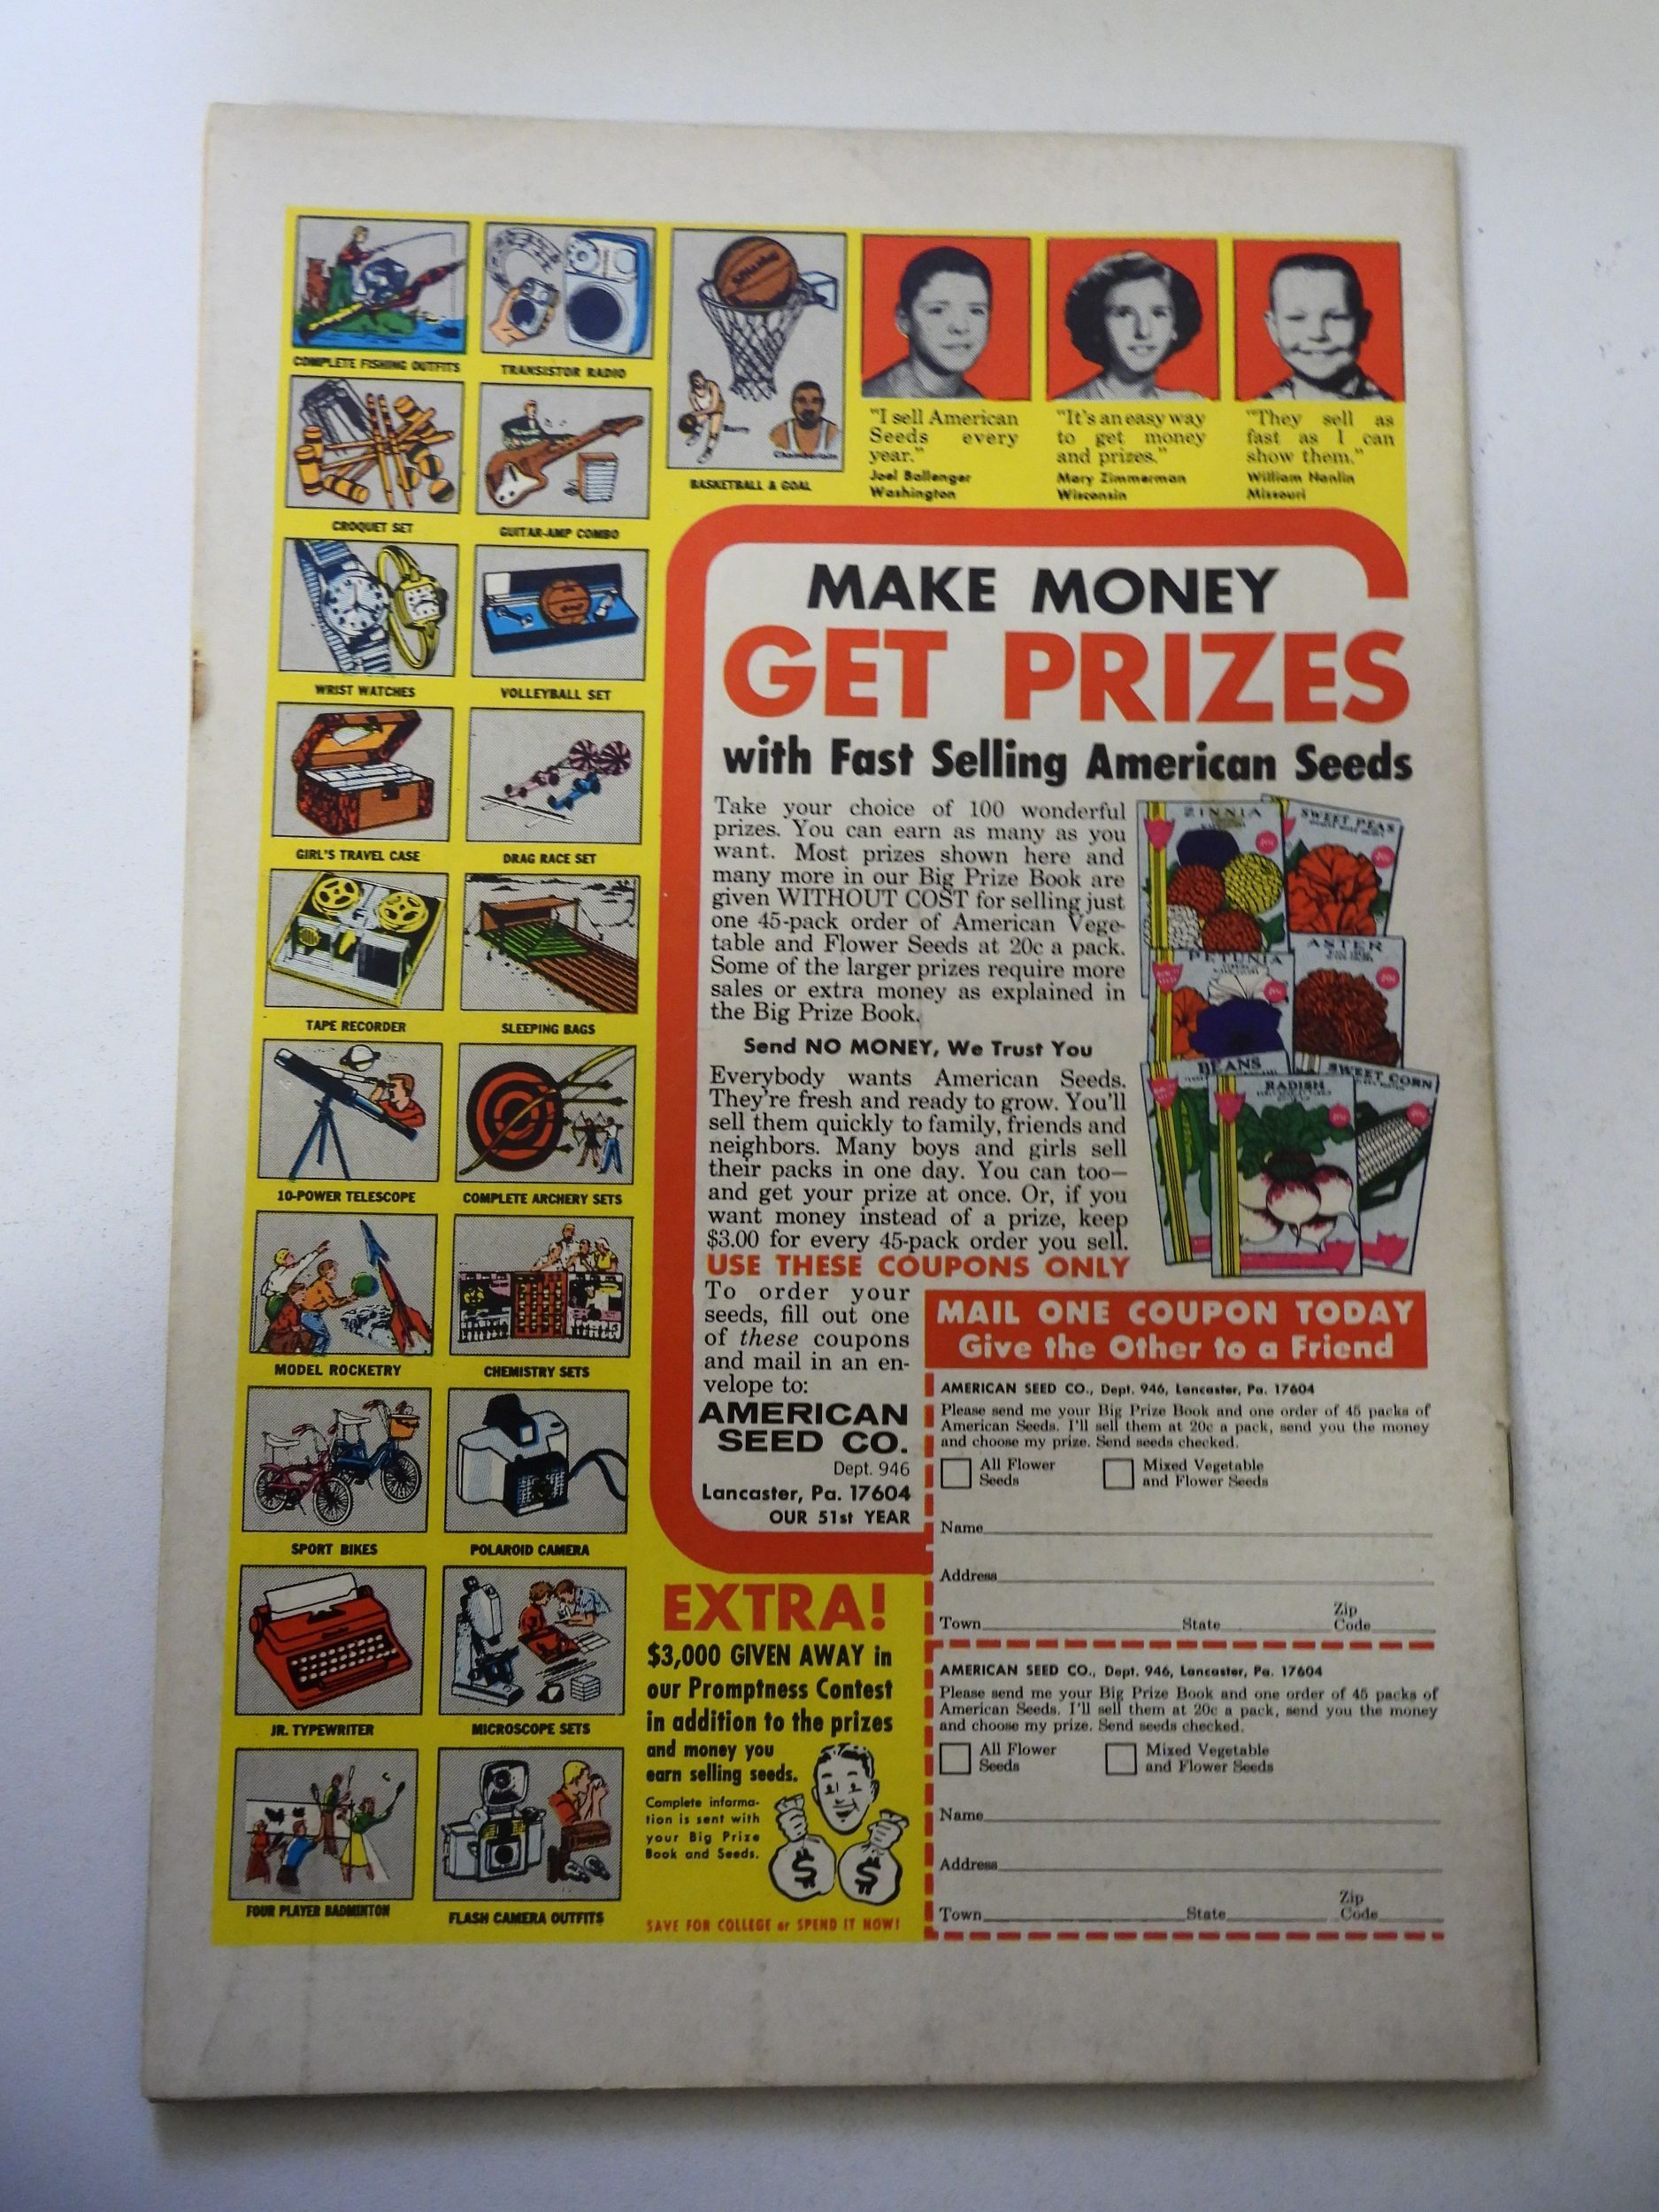 COMPLETE FISHING OUTFITS
TRANSISTOR RADIO
SPALDING
Barry
Chamberlain
BASKETBALL & GOAL
CROQUET SET
GUITAR-AMP COMBO
WRIST WATCHES
VOLLEYBALL SET
GIRL'S TRAVEL CASE
DRAG RACE SET
TAPE RECORDER
SLEEPING BAGS
10-POWER TELESCOPE
COMPLETE ARCHERY SETS
MODEL ROCKETRY
CHEMISTRY SETS
SPORT BIKES
POLAROID CAMERA
JR. TYPEWRITER
MICROSCOPE SETS
FOUR PLAYER BADMINTON
FLASH CAMERA OUTFITS
"I sell American
Seeds every
year."
Joel Ballenger
Washington
"It's an easy way
to get money
and prizes."
Mary Zimmerman
Wisconsin
"They sell as
fast as I can
show them."
William Hanlin
Missouri
MAKE MONEY
GET PRIZES
with Fast Selling American Seeds
Take your choice of 100 wonderful
prizes. You can earn as many as you
want. Most prizes shown here and
many more in our Big Prize Book are
given WITHOUT COST for selling just
one 45-pack order of American Vege-
table and Flower Seeds at 20c a pack.
Some of the larger prizes require more
sales or extra money as explained in
the Big Prize Book.
Send NO MONEY, We Trust You
Everybody wants American Seeds.
They're fresh and ready to grow. You'll
sell them quickly to family, friends and
neighbors. Many boys and girls sell
their packs in one day. You can too—
and get your prize at once. Or, if you
want money instead of a prize, keep
$3.00 for every 45-pack order you sell.
USE THESE COUPONS ONLY
ZINNIA
SWEET PEAS
PETUNIA
ASTER
BEANS
RADISH
SWEET CORN
To order your
seeds, fill out one
of these coupons
and mail in an en-
velope to:
AMERICAN
SEED CO.
Dept. 946
Lancaster, Pa. 17604
OUR 51st YEAR
MAIL ONE COUPON TODAY
Give the Other to a Friend
AMERICAN SEED CO., Dept. 946, Lancaster, Pa. 17604
Please send me your Big Prize Book and one order of 45 packs of
American Seeds. I'll sell them at 20c a pack, send you the money
and choose my prize. Send seeds checked.
All Flower
Seeds
Mixed Vegetable
and Flower Seeds
Name
Address
Town State Zip
Code
AMERICAN SEED CO., Dept. 946, Lancaster, Pa. 17604
Please send me your Big Prize Book and one order of 45 packs of
American Seeds. I'll sell them at 20c a pack, send you the money
and choose my prize. Send seeds checked.
All Flower
Seeds
Mixed Vegetable
and Flower Seeds
Name
Address
Town State Zip
Code
EXTRA!
$3,000 GIVEN AWAY in
our Promptness Contest
in addition to the prizes
and money you
earn selling seeds.
Complete informa-
tion is sent with
your Big Prize
Book and Seeds.
$ $
SAVE FOR COLLEGE or SPEND IT NOW!